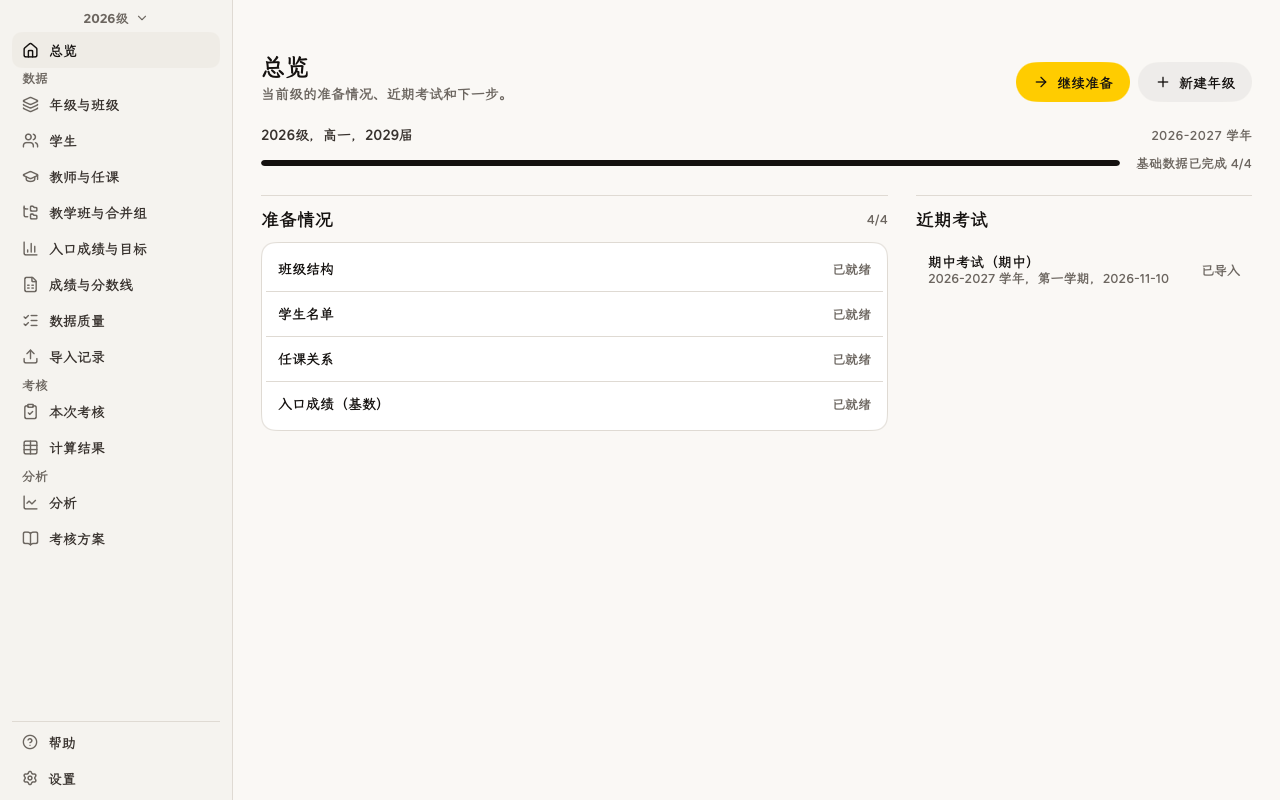 2026级
总览
数据
年级与班级
学生
教师与任课
教学班与合并组
入口成绩与目标
成绩与分数线
数据质量
导入记录
考核
本次考核
计算结果
分析
分析
考核方案
帮助
设置
总览
当前级的准备情况、近期考试和下一步。
继续准备
新建年级
2026级，高一，2029届
2026-2027 学年
基础数据已完成 4/4
准备情况
4/4
班级结构
已就绪
学生名单
已就绪
任课关系
已就绪
入口成绩（基数）
已就绪
近期考试
期中考试（期中）
2026-2027 学年，第一学期，2026-11-10
已导入